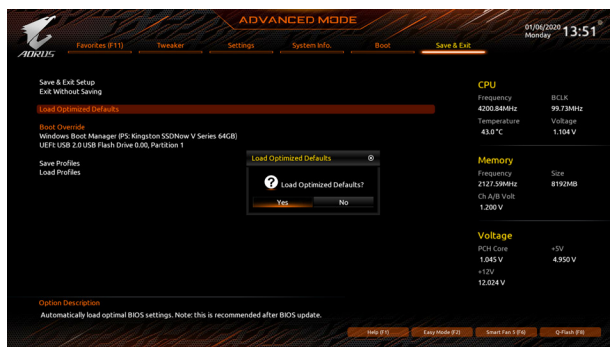 ADVANCED MODE
01/06/2020 Monday 13:51
AORUS
Favorites (F11) Tweaker Settings System Info. Boot Save & Exit
Save & Exit Setup
Exit Without Saving
Load Optimized Defaults
Boot Override
Windows Boot Manager (P5: Kingston SSDNow V Series 64GB)
UEFI: USB 2.0 USB Flash Drive 0.00, Partition 1
Save Profiles
Load Profiles
Load Optimized Defaults
Load Optimized Defaults?
Yes No
CPU
Frequency BCLK
4200.84MHz 99.73MHz
Temperature Voltage
43.0 °C 1.104 V
Memory
Frequency Size
2127.59MHz 8192MB
Ch A/B Volt
1.200 V
Voltage
PCH Core +5V
1.045 V 4.950 V
+12V
12.024 V
Option Description
Automatically load optimal BIOS settings. Note: this is recommended after BIOS update.
Help (F1) Easy Mode (F2) Smart Fan 5 (F6) Q-Flash (F8)